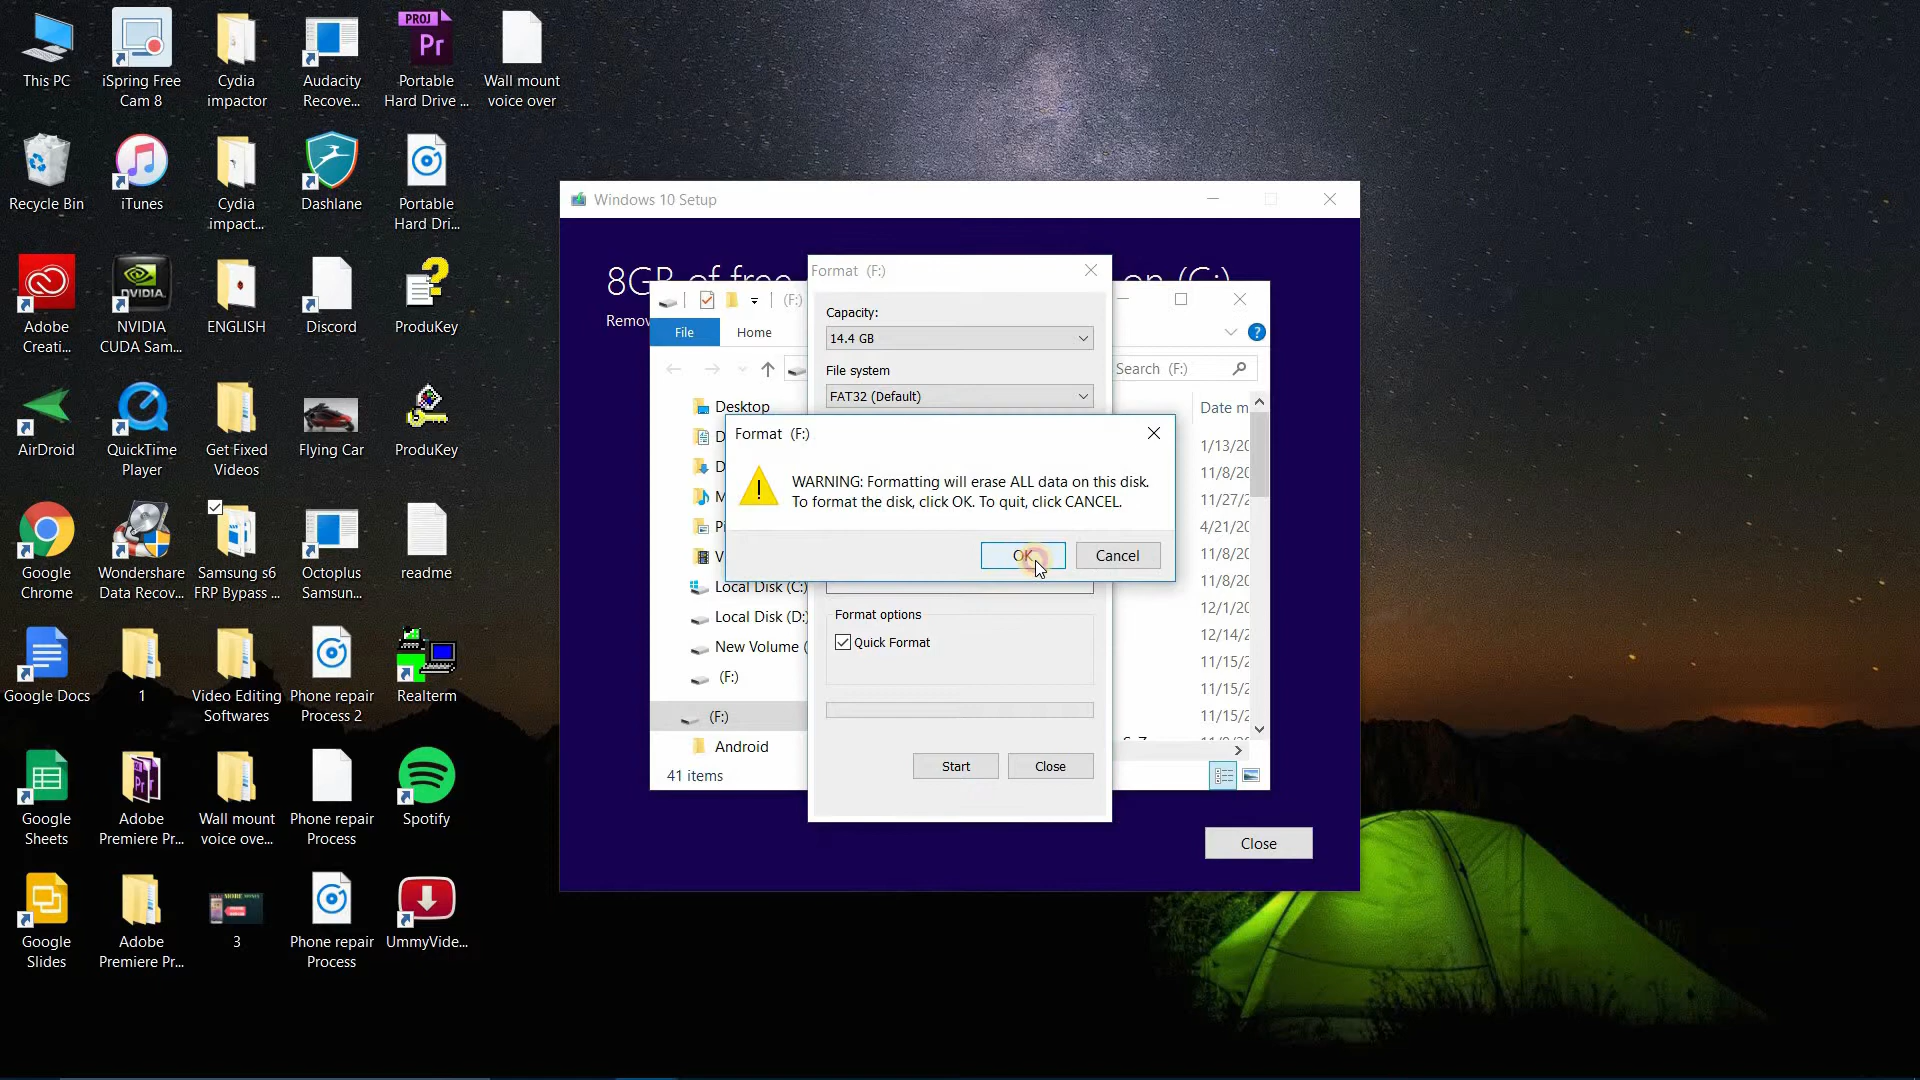 This PC
iSpring Free
Cam 8
Cydia
impactor
Audacity
Recove...
PROJ
Pr
Portable
Hard Drive ...
Wall mount
voice over
Recycle Bin
iTunes
Cydia
impact...
Dashlane
Portable
Hard Dri...
Adobe
Creati...
NVIDIA.
NVIDIA
CUDA Sam...
ENGLISH
Discord
ProduKey
AirDroid
QuickTime
Player
Get Fixed
Videos
Flying Car
ProduKey
Google
Chrome
Wondershare
Data Recov...
Samsung s6
FRP Bypass ...
Octoplus
Samsun...
readme
Google Docs
1
Video Editing
Softwares
Phone repair
Process 2
Realterm
Google
Sheets
Pr
Adobe
Premiere Pr...
Wall mount
voice ove...
Phone repair
Process
Spotify
Google
Slides
Adobe
Premiere Pr...
3
Phone repair
Process
UmmyVide...
Windows 10 Setup
8GB of free
on (C:)
Remov
Close
(F:)
File
Home
Search (F:)
Desktop
D
D
M
Pi
V
Local Disk (C:)
Local Disk (D:)
New Volume (
(F:)
(F:)
Android
41 items
Date m
1/13/20
11/8/20
11/27/2
4/21/20
11/8/20
11/8/20
12/1/20
12/14/2
11/15/2
11/15/2
11/15/2
Format (F:)
Capacity:
14.4 GB
File system
FAT32 (Default)
Format options
Quick Format
Start
Close
Format (F:)
WARNING: Formatting will erase ALL data on this disk.
To format the disk, click OK. To quit, click CANCEL.
OK
Cancel